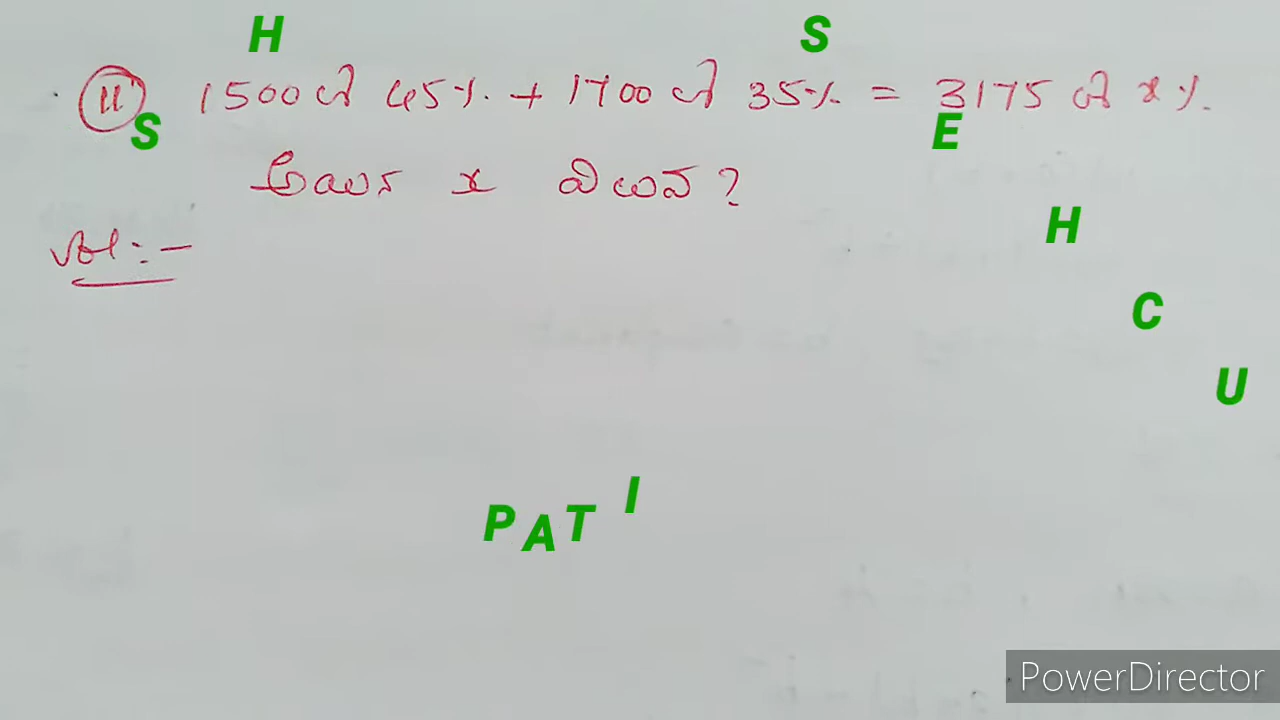 H S
11 1500 లో 45% + 1700 లో 35% = 3175 లో x%.
S E
అయిన x విలువ?
H
Sol:-
C
U
I
P A T
PowerDirector